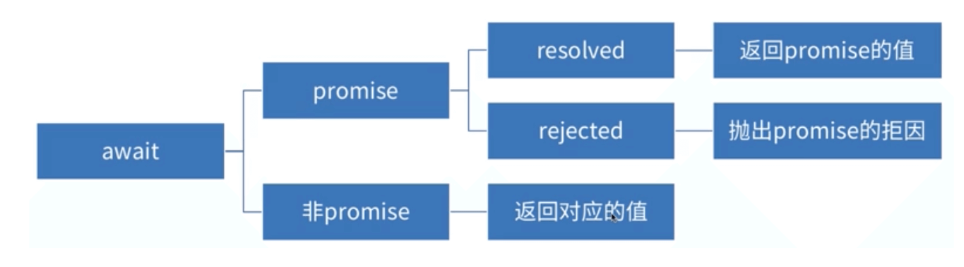 await
promise
resolved
返回promise的值
rejected
抛出promise的拒因
非promise
返回对应的值